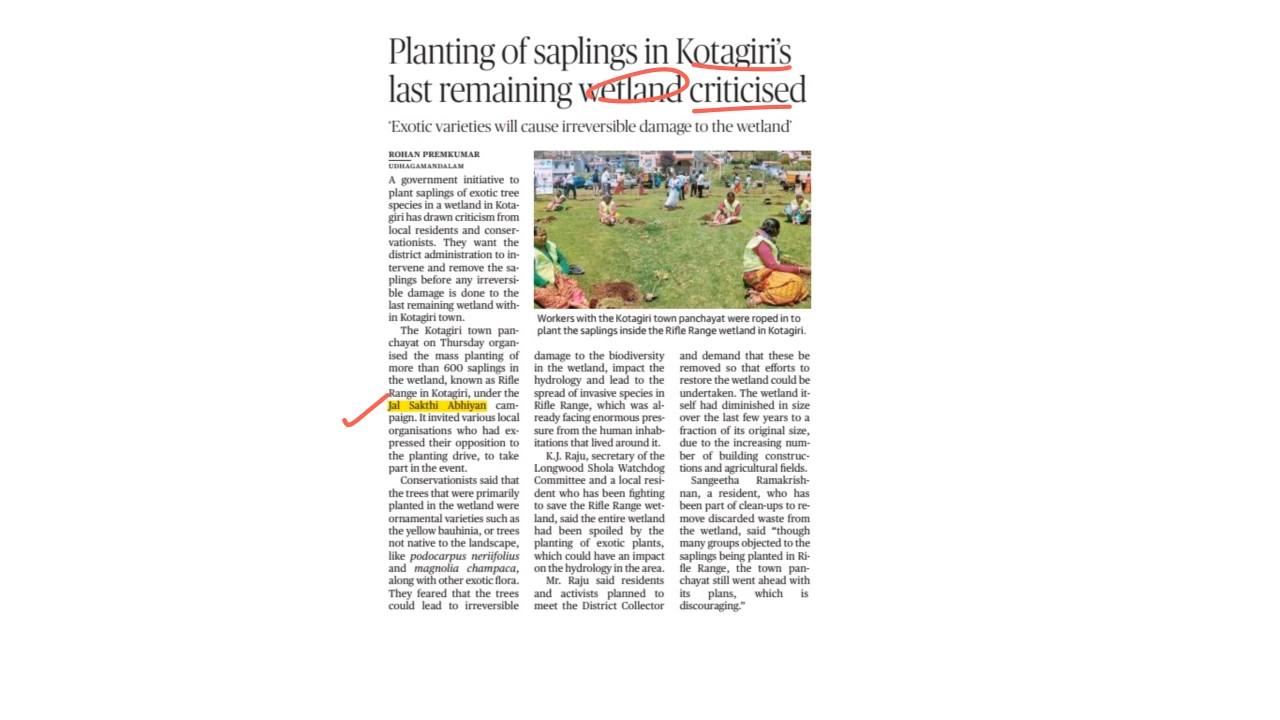 Planting of saplings in Kotagiri's
last remaining wetland criticised
'Exotic varieties will cause irreversible damage to the wetland'
ROHAN PREMKUMAR
UDHAGAMANDALAM
A government initiative to
plant saplings of exotic tree
species in a wetland in Kota-
giri has drawn criticism from
local residents and conser-
vationists. They want the
district administration to in-
tervene and remove the sa-
plings before any irreversi-
ble damage is done to the
last remaining wetland with-
in Kotagiri town.
The Kotagiri town pan-
chayat on Thursday organ-
ised the mass planting of
more than 600 saplings in
the wetland, known as Rifle
Range in Kotagiri, under the
Jal Sakthi Abhiyan cam-
paign. It invited various local
organisations who had ex-
pressed their opposition to
the planting drive, to take
part in the event.
Conservationists said that
the trees that were primarily
planted in the wetland were
ornamental varieties such as
the yellow bauhinia, or trees
not native to the landscape,
like podocarpus neriifolius
and magnolia champaca,
along with other exotic flora.
They feared that the trees
could lead to irreversible
Workers with the Kotagiri town panchayat were roped in to
plant the saplings inside the Rifle Range wetland in Kotagiri.
damage to the biodiversity
in the wetland, impact the
hydrology and lead to the
spread of invasive species in
Rifle Range, which was al-
ready facing enormous pres-
sure from the human inhab-
itations that lived around it.
K.J. Raju, secretary of the
Longwood Shola Watchdog
Committee and a local resi-
dent who has been fighting
to save the Rifle Range wet-
land, said the entire wetland
had been spoiled by the
planting of exotic plants,
which could have an impact
on the hydrology in the area.
Mr. Raju said residents
and activists planned to
meet the District Collector
and demand that these be
removed so that efforts to
restore the wetland could be
undertaken. The wetland it-
self had diminished in size
over the last few years to a
fraction of its original size,
due to the increasing num-
ber of building construc-
tions and agricultural fields.
Sangeetha Ramakrish-
nan, a resident, who has
been part of clean-ups to re-
move discarded waste from
the wetland, said "though
many groups objected to the
saplings being planted in Ri-
fle Range, the town pan-
chayat still went ahead with
its plans, which is
discouraging."